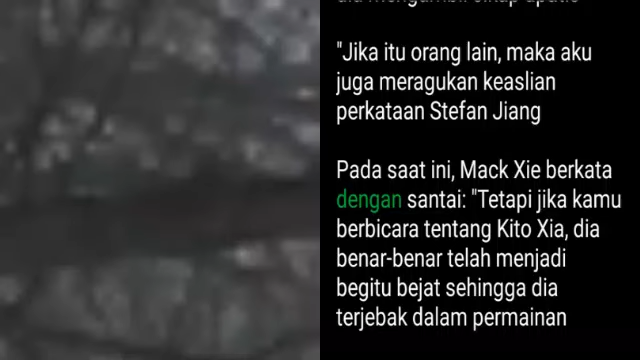 "Jika itu orang lain, maka aku
juga meragukan keaslian
perkataan Stefan Jiang
Pada saat ini, Mack Xie berkata
dengan santai: "Tetapi jika kamu
berbicara tentang Kito Xia, dia
benar-benar telah menjadi
begitu bejat sehingga dia
terjebak dalam permainan